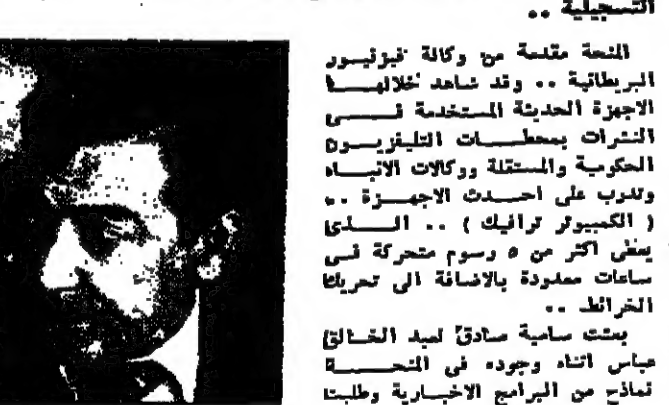 التسجيلية ..
المنحة مقدمة من وكالة فيزنيوز
البريطانية .. وقد شاهد خلالها
الاجهزة الحديثة المستخدمة في
النشرات بمحطات التليفزيون
الحكومية والمستقلة ووكالات الانباء
وتدرب على احدث الاجهزة ..
( الكمبيوتر ترافيك ) .. الذى
يعطى اكثر من ٥ رسوم متحركة فى
ساعات معدودة بالاضافة الى تحريك
الخرائط ..
بعثت سامية صادق لعبد الخالق
عباس اثناء وجوده فى المنحة
نماذج من البرامج الاخبارية وطلبت